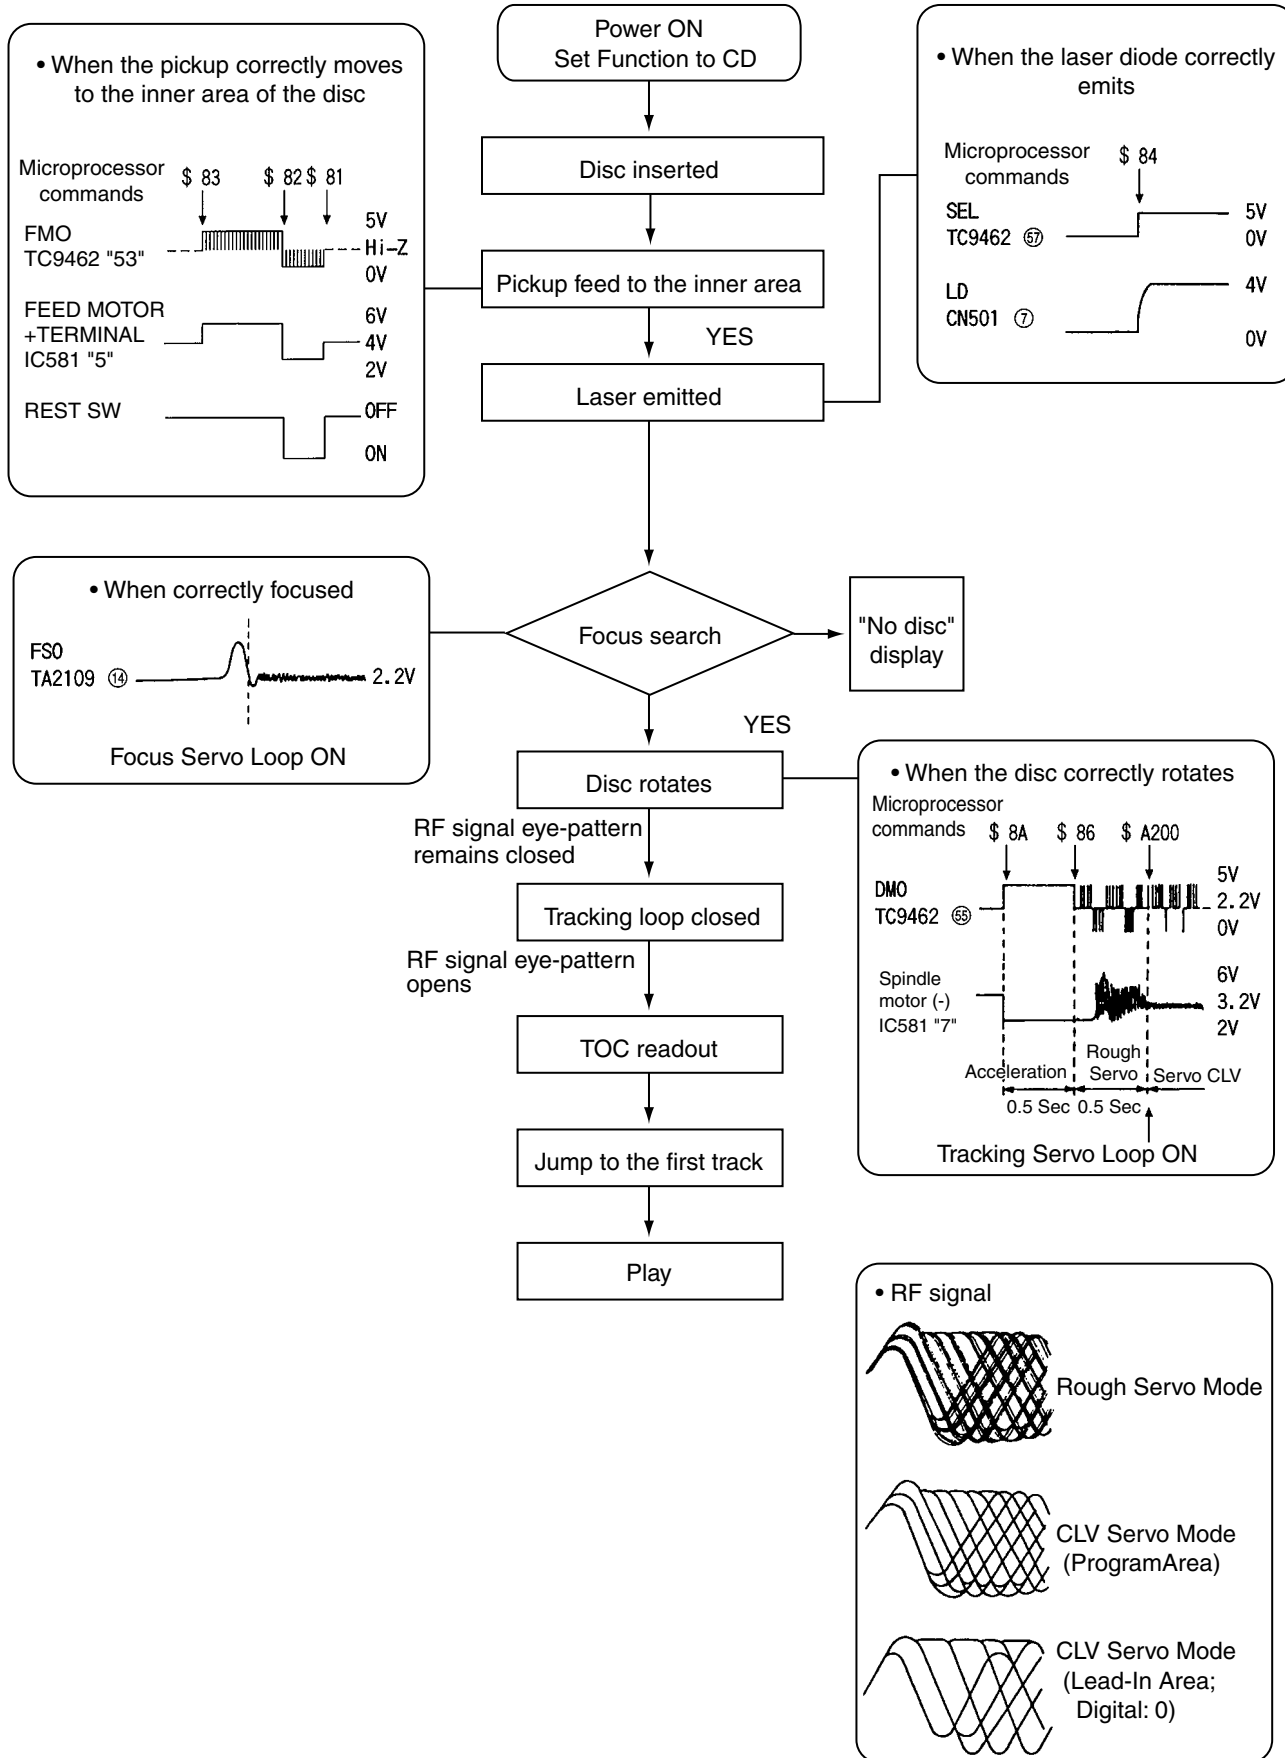 Power ON
Set Function to CD
• When the pickup correctly moves
to the inner area of the disc
Microprocessor
commands
$ 83 $ 82 $ 81
FMO
TC9462 "53"
5V
Hi-Z
0V
FEED MOTOR
+TERMINAL
IC581 "5"
6V
4V
2V
REST SW
OFF
ON
• When the laser diode correctly
emits
Microprocessor
commands
$ 84
SEL
TC9462 57
5V
0V
LD
CN501 7
4V
0V
Disc inserted
Pickup feed to the inner area
YES
Laser emitted
• When correctly focused
FSO
TA2109 14
2.2V
Focus Servo Loop ON
Focus search
"No disc"
display
YES
Disc rotates
RF signal eye-pattern
remains closed
Tracking loop closed
RF signal eye-pattern
opens
TOC readout
Jump to the first track
Play
• When the disc correctly rotates
Microprocessor
commands
$ 8A $ 86 $ A200
DMO
TC9462 55
5V
2.2V
0V
Spindle
motor (-)
IC581 "7"
6V
3.2V
2V
Acceleration
Rough
Servo
Servo CLV
0.5 Sec 0.5 Sec
Tracking Servo Loop ON
• RF signal
Rough Servo Mode
CLV Servo Mode
(ProgramArea)
CLV Servo Mode
(Lead-In Area;
Digital: 0)